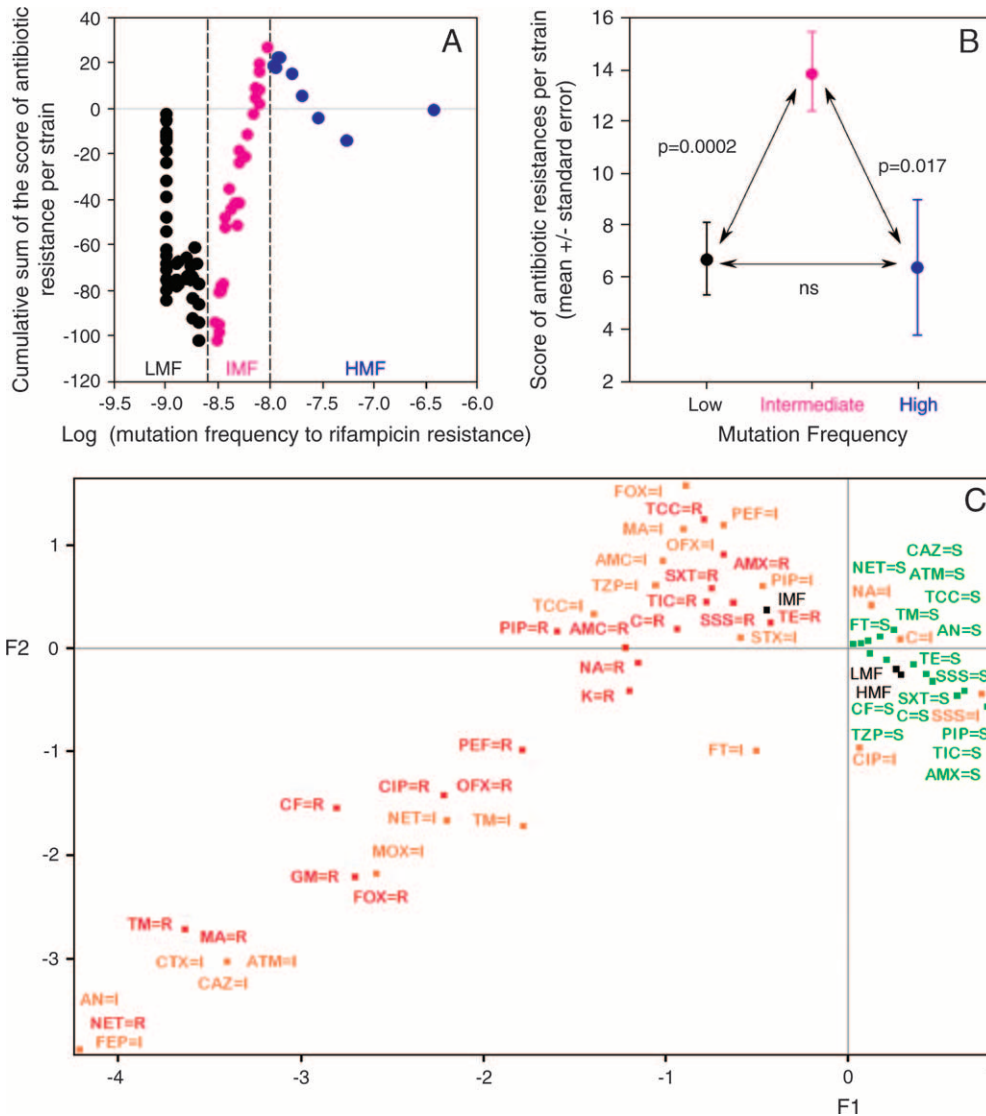 A
Cumulative sum of the score of antibiotic
resistance per strain
40
20
0
-20
-40
-60
-80
-100
-120
LMF
IMF
HMF
-9.5
-9.0
-8.5
-8.0
-7.5
-7.0
-6.5
-6.0
Log (mutation frequency to rifampicin resistance)
B
Score of antibiotic resistances per strain
(mean +/- standard error)
16
14
12
10
8
6
4
2
p=0.0002
p=0.017
ns
Low
Intermediate
High
Mutation Frequency
C
F2
1
0
-1
-2
-3
FOX=I
TCC=R
PEF=I
MA=I
OFX=I
AMC=I
AMX=R
SXT=R
TZP=I
PIP=I
IMF
TIC=R
TCC=I
C=R
SSS=R
TE=R
PIP=R
AMC=R
STX=I
NA=R
K=R
CAZ=S
NET=S
ATM=S
NA=I
TCC=S
TM=S
FT=S
AN=S
C=I
TE=S
LMF
SSS=S
HMF
SXT=S
CF=S
C=S
SSS=I
TZP=S
PIP=S
CIP=I
TIC=S
AMX=S
PEF=R
FT=I
CIP=R
OFX=R
CF=R
NET=I
TM=I
MOX=I
GM=R
FOX=R
TM=R
MA=R
CTX=I
ATM=I
CAZ=I
AN=I
NET=R
FEP=I
-4
-3
-2
-1
0
F1